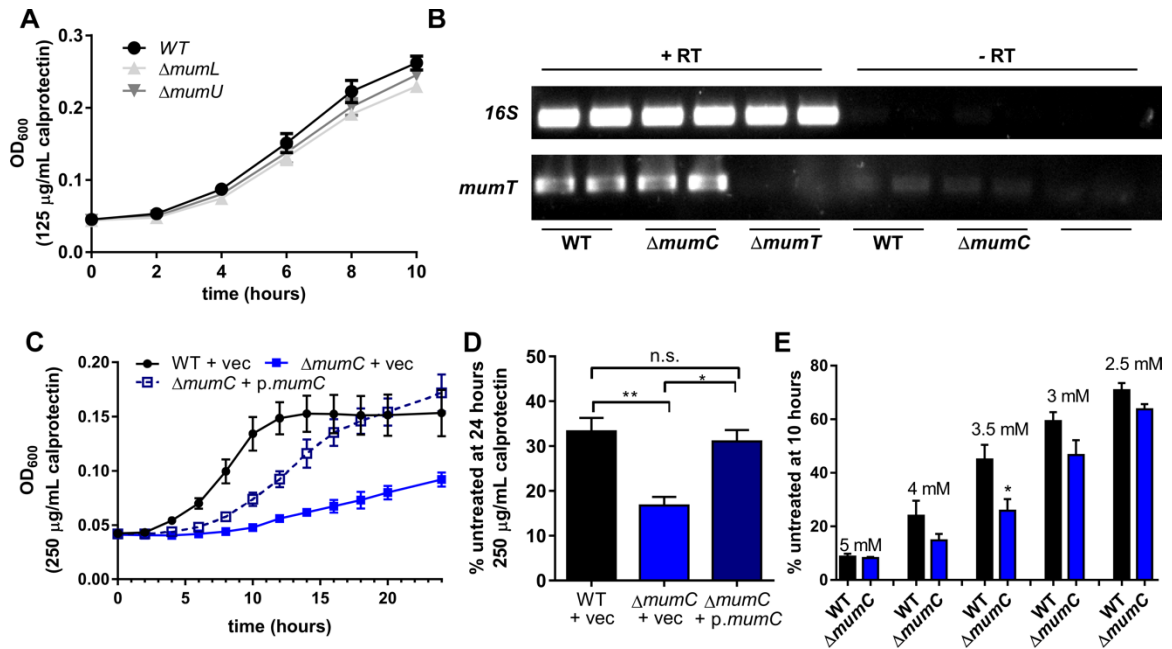 A
WT
ΔmumL
ΔmumU
OD600
(125 μg/mL calprotectin)
0.3
0.2
0.1
0.0
0 2 4 6 8 10
time (hours)
B
+ RT - RT
16S
mumT
WT ΔmumC ΔmumT WT ΔmumC
C
WT + vec ΔmumC + vec
ΔmumC + p.mumC
OD600
(250 μg/mL calprotectin)
0.20
0.15
0.10
0.05
0.00
0 5 10 15 20
time (hours)
D
% untreated at 24 hours
250 μg/mL calprotectin
50
40
30
20
10
0
n.s.
** *
WT
+ vec
ΔmumC
+ vec
ΔmumC
+ p.mumC
E
% untreated at 10 hours
80
60
40
20
0
5 mM
4 mM
3.5 mM
*
3 mM
2.5 mM
WT
ΔmumC
WT
ΔmumC
WT
ΔmumC
WT
ΔmumC
WT
ΔmumC